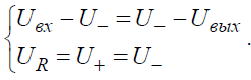 U_вх − U_− = U_− − U_вых
U_R = U_+ = U_− .